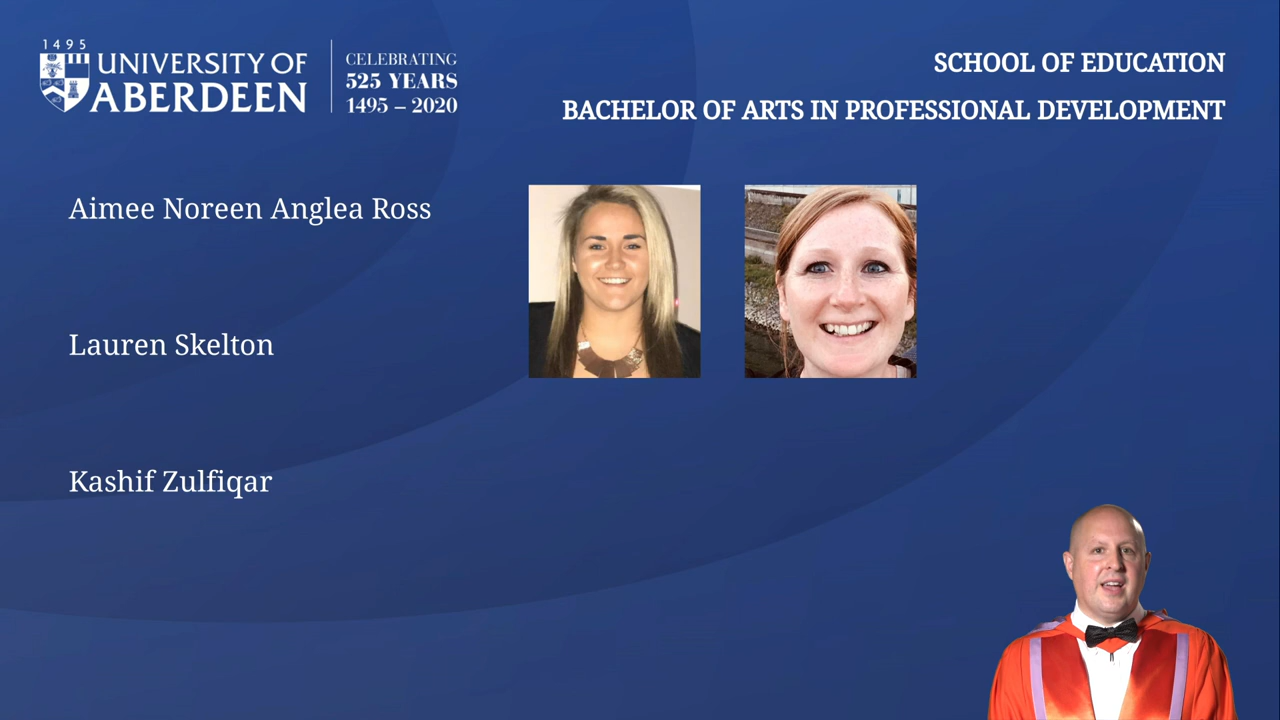 1495
UNIVERSITY OF
ABERDEEN
CELEBRATING
525 YEARS
1495 – 2020
SCHOOL OF EDUCATION
BACHELOR OF ARTS IN PROFESSIONAL DEVELOPMENT
Aimee Noreen Anglea Ross
Lauren Skelton
Kashif Zulfiqar